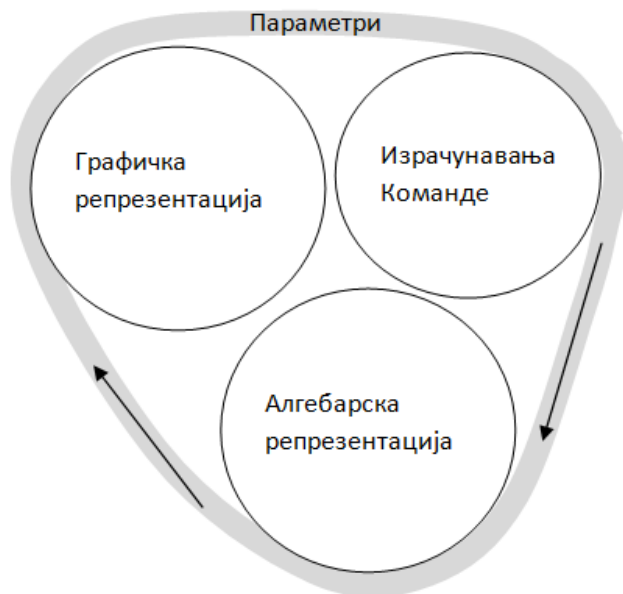 Параметри
Графичка
репрезентација
Израчунавања
Команде
Алгебарска
репрезентација